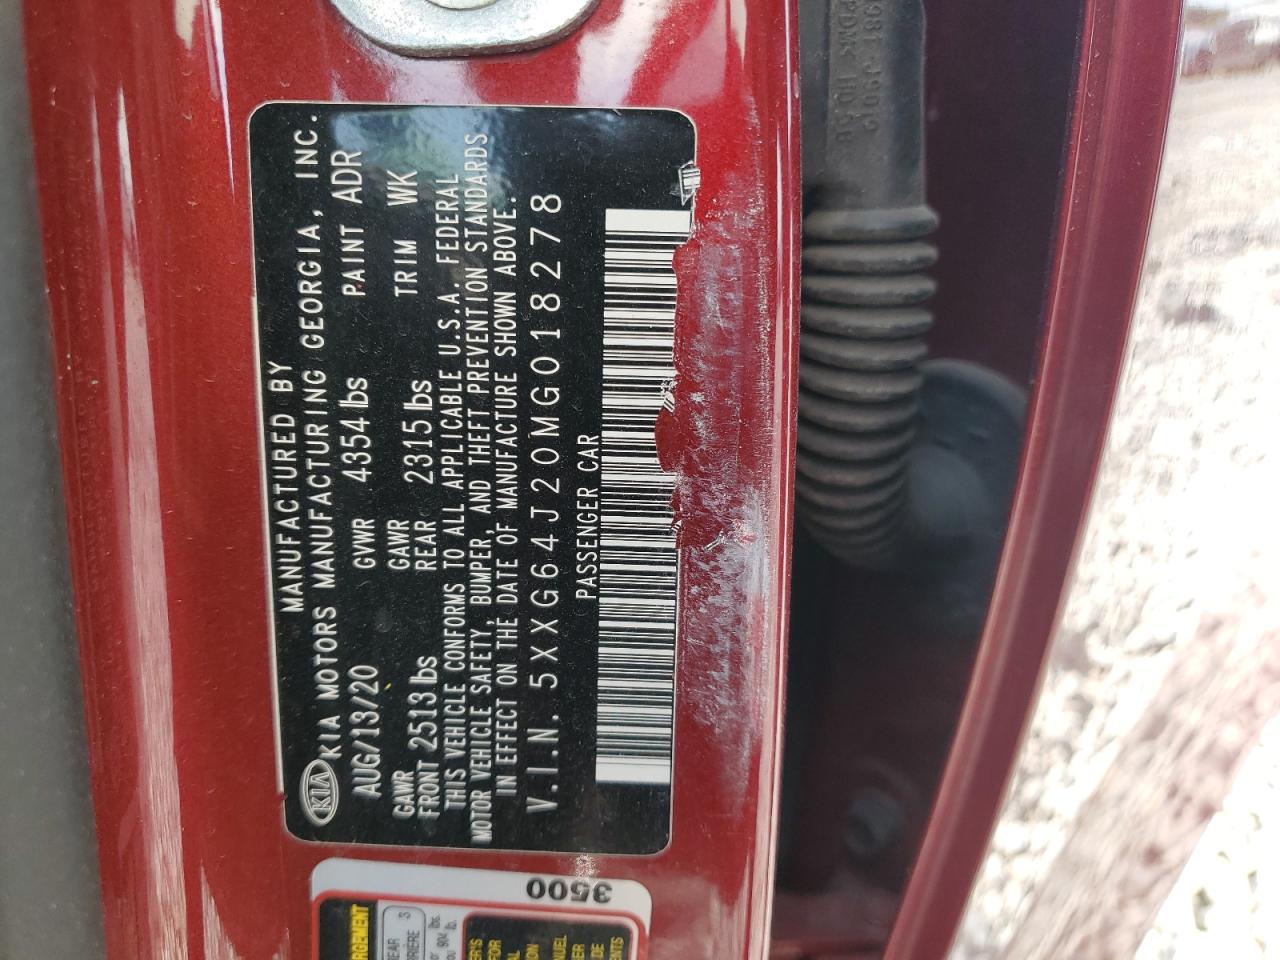 MANUFACTURED BY
KIA KIA MOTORS MANUFACTURING GEORGIA, INC.
AUG/13/20 GVWR 4354 lbs PAINT ADR
GAWR FRONT 2513 lbs GAWR REAR 2315 lbs TRIM WK
THIS VEHICLE CONFORMS TO ALL APPLICABLE U.S.A. FEDERAL
MOTOR VEHICLE SAFETY, BUMPER, AND THEFT PREVENTION STANDARDS
IN EFFECT ON THE DATE OF MANUFACTURE SHOWN ABOVE.
V.I.N. 5XXG64J20MG018278
PASSENGER CAR
3500